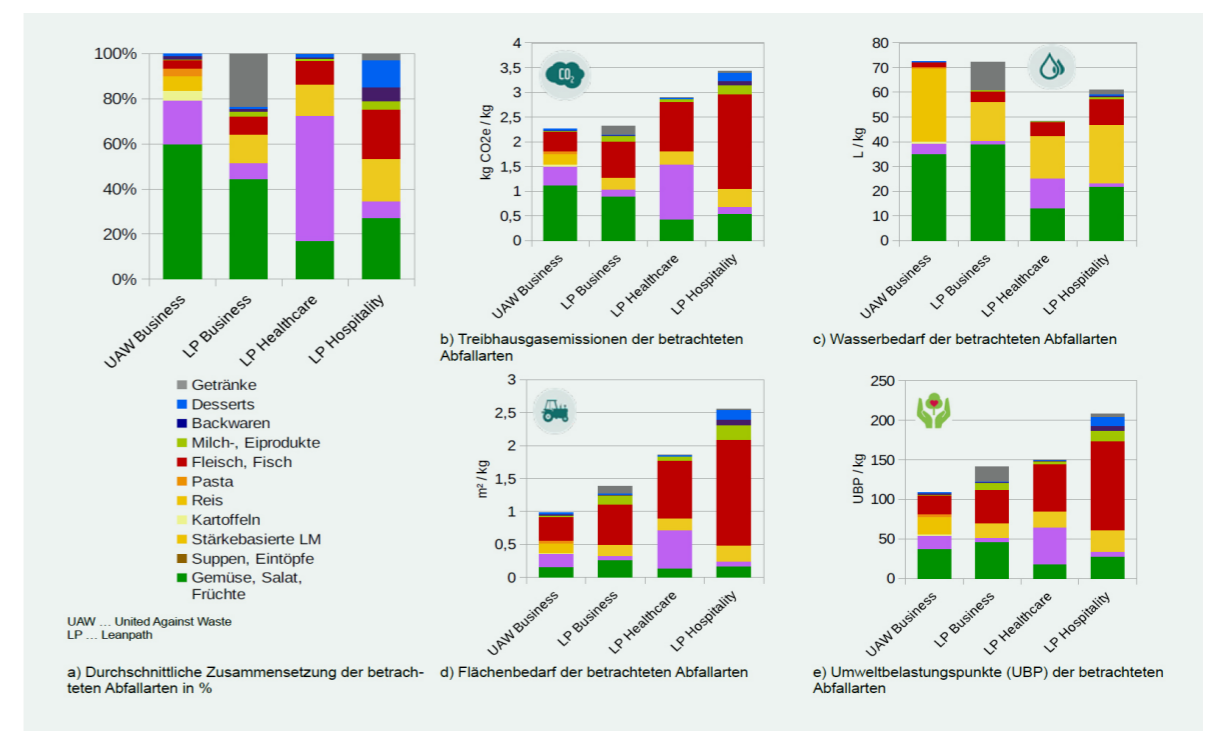 100%
80%
60%
40%
20%
0%
UAW Business
LP Business
LP Healthcare
LP Hospitality
Getränke
Desserts
Backwaren
Milch-, Eiprodukte
Fleisch, Fisch
Pasta
Reis
Kartoffeln
Stärkebasierte LM
Suppen, Eintöpfe
Gemüse, Salat,
Früchte
UAW ... United Against Waste
LP ... Leanpath
a) Durchschnittliche Zusammensetzung der betrach-
teten Abfallarten in %
kg CO2e / kg
4
3,5
3
2,5
2
1,5
1
0,5
0
CO2
UAW Business
LP Business
LP Healthcare
LP Hospitality
b) Treibhausgasemissionen der betrachteten
Abfallarten
L / kg
80
70
60
50
40
30
20
10
0
UAW Business
LP Business
LP Healthcare
LP Hospitality
c) Wasserbedarf der betrachteten Abfallarten
m² / kg
3
2,5
2
1,5
1
0,5
0
UAW Business
LP Business
LP Healthcare
LP Hospitality
d) Flächenbedarf der betrachteten Abfallarten
UBP / kg
250
200
150
100
50
0
UAW Business
LP Business
LP Healthcare
LP Hospitality
e) Umweltbelastungspunkte (UBP) der betrachteten
Abfallarten